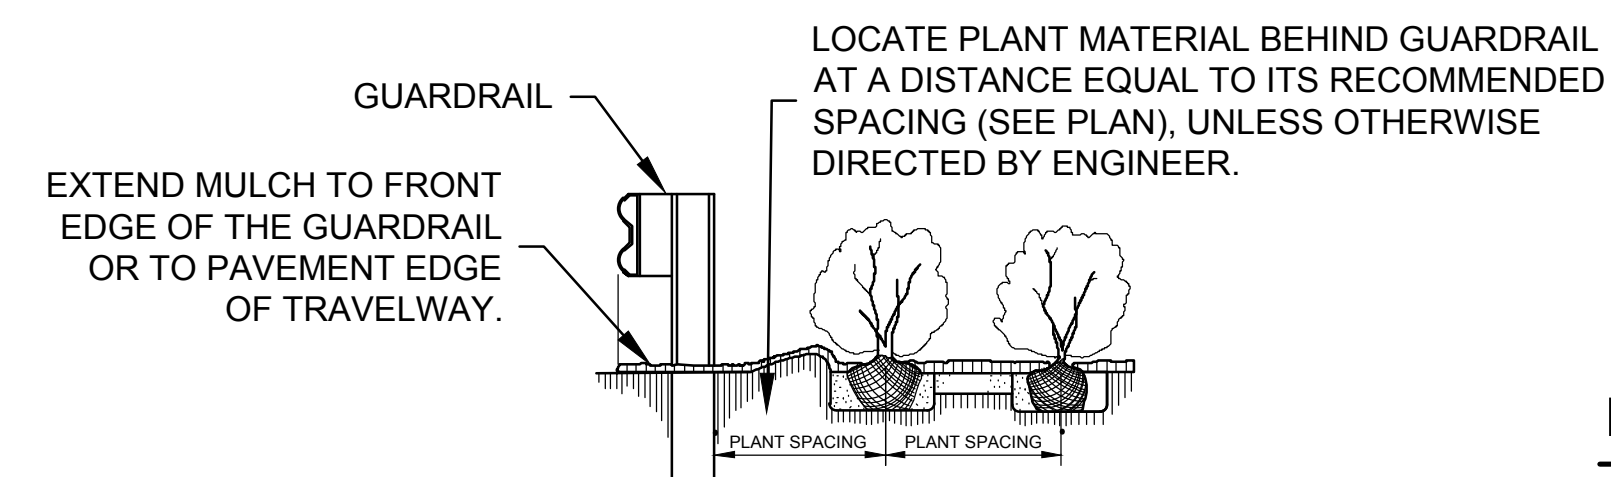 LOCATE PLANT MATERIAL BEHIND GUARDRAIL
AT A DISTANCE EQUAL TO ITS RECOMMENDED
SPACING (SEE PLAN), UNLESS OTHERWISE
DIRECTED BY ENGINEER.
GUARDRAIL
EXTEND MULCH TO FRONT
EDGE OF THE GUARDRAIL
OR TO PAVEMENT EDGE
OF TRAVELWAY.
PLANT SPACING
PLANT SPACING